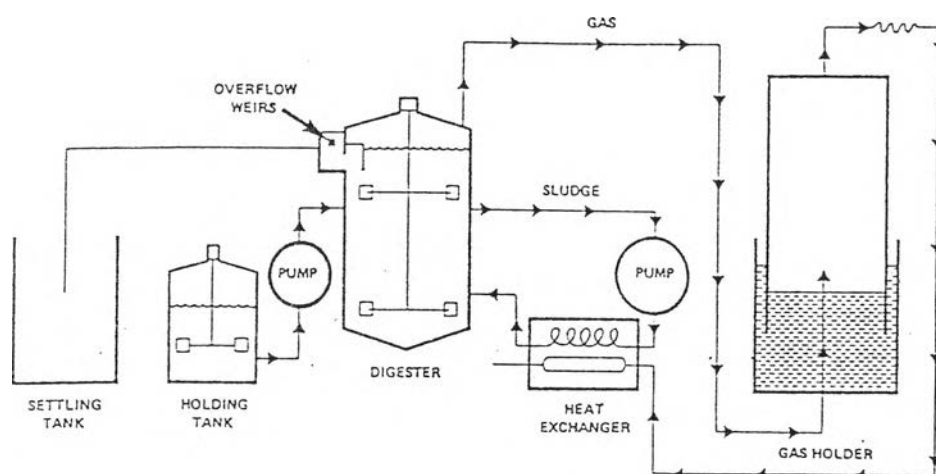 GAS
OVERFLOW
WEIRS
SLUDGE
PUMP
PUMP
DIGESTER
SETTLING
TANK
HOLDING
TANK
HEAT
EXCHANGER
GAS HOLDER